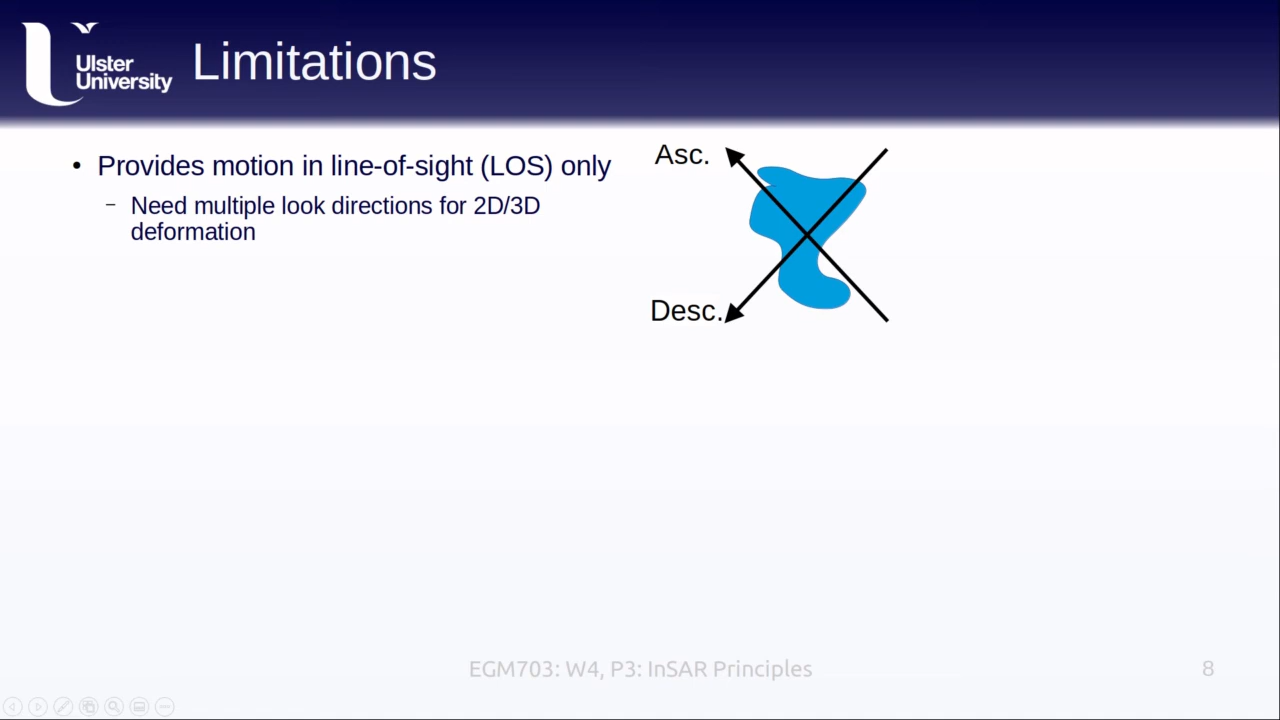 Ulster
University
Limitations
• Provides motion in line-of-sight (LOS) only
– Need multiple look directions for 2D/3D
deformation
Asc.
Desc.
EGM703: W4, P3: InSAR Principles
8